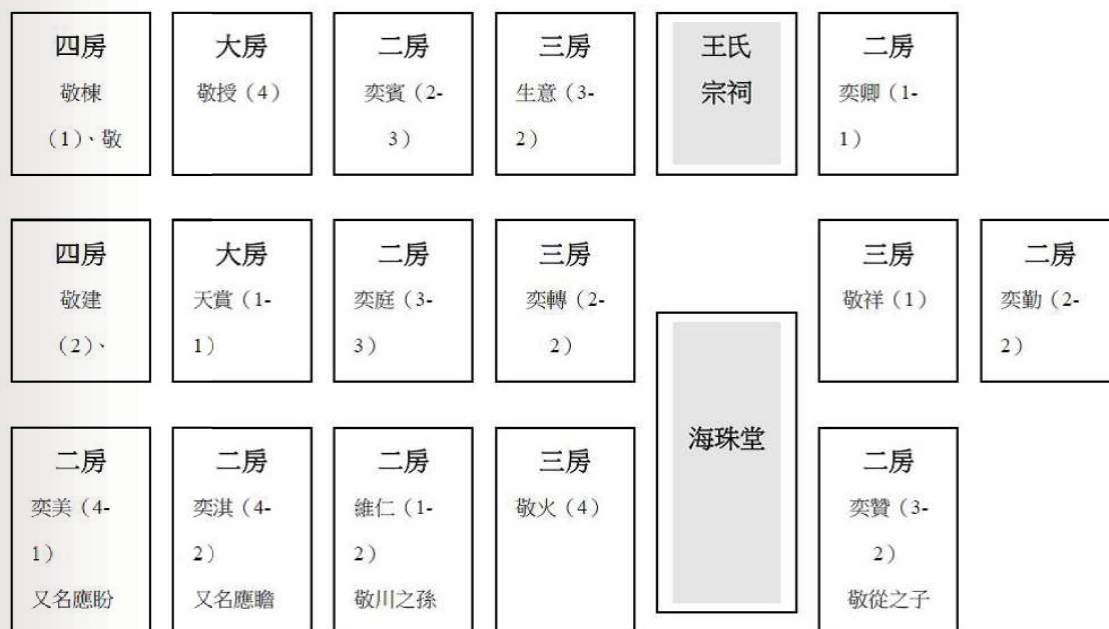 四房
敬棟
（1）、敬
大房
敬授（4）
二房
奕賓（2-
3）
三房
生意（3-
2）
王氏
宗祠
二房
奕卿（1-
1）
四房
敬建
（2）、
大房
天賞（1-
1）
二房
奕庭（3-
3）
三房
奕轉（2-
2）
三房
敬祥（1）
二房
奕勤（2-
2）
二房
奕美（4-
1）
又名應盼
二房
奕淇（4-
2）
又名應瞻
二房
維仁（1-
2）
敬川之孫
三房
敬火（4）
海珠堂
二房
奕贊（3-
2）
敬從之子